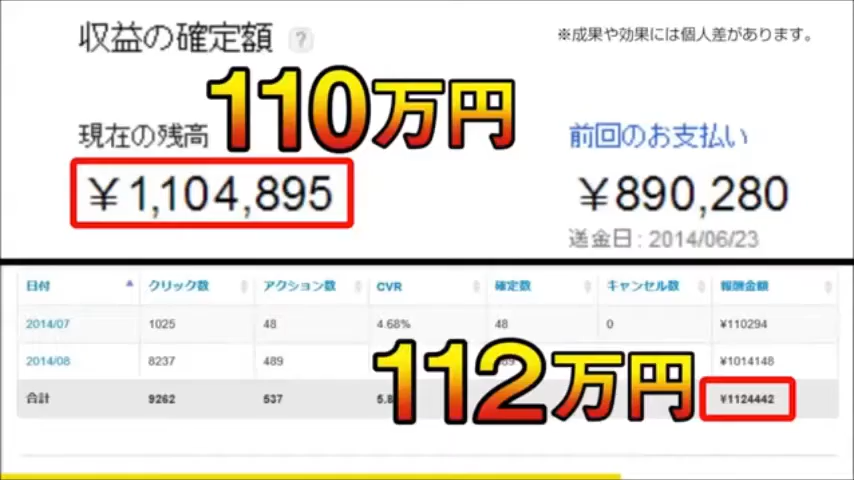 収益の確定額 ?
※成果や効果には個人差があります。
110万円
現在の残高
¥1,104,895
前回のお支払い
¥890,280
送金日: 2014/06/23
日付 クリック数 アクション数 CVR 確定数 キャンセル数 報酬金額
2014/07 1025 48 4.68% 48 0 ¥110294
2014/08 8237 489 ¥1014148
112万円
合計 9262 537 ¥1124442